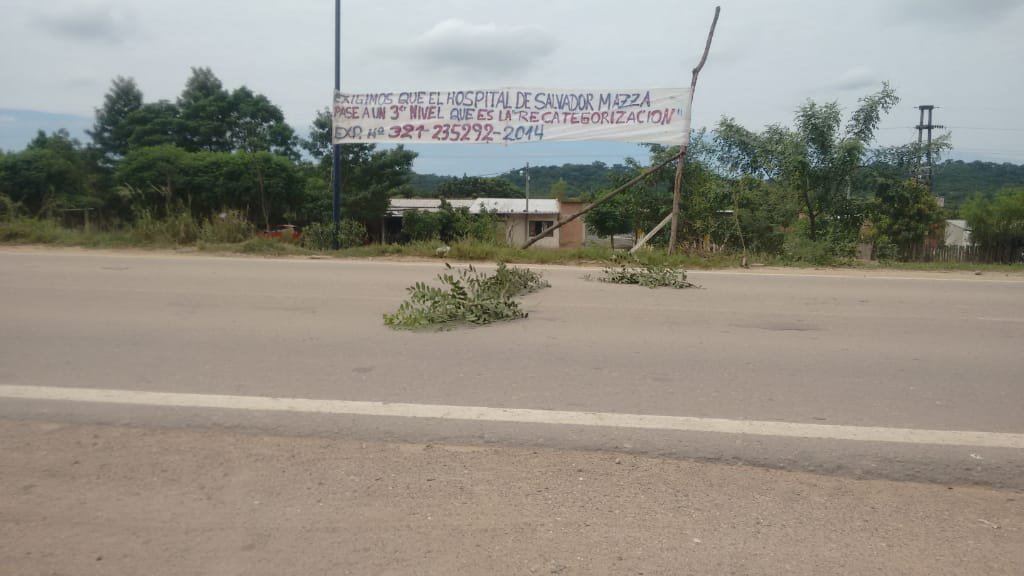 EXIGIMOS QUE EL HOSPITAL DE SALVADOR MAZZA
PASE A UN 3er NIVEL QUE ES LA "RECATEGORIZACION"
EXP. Nº 321-235292-2014